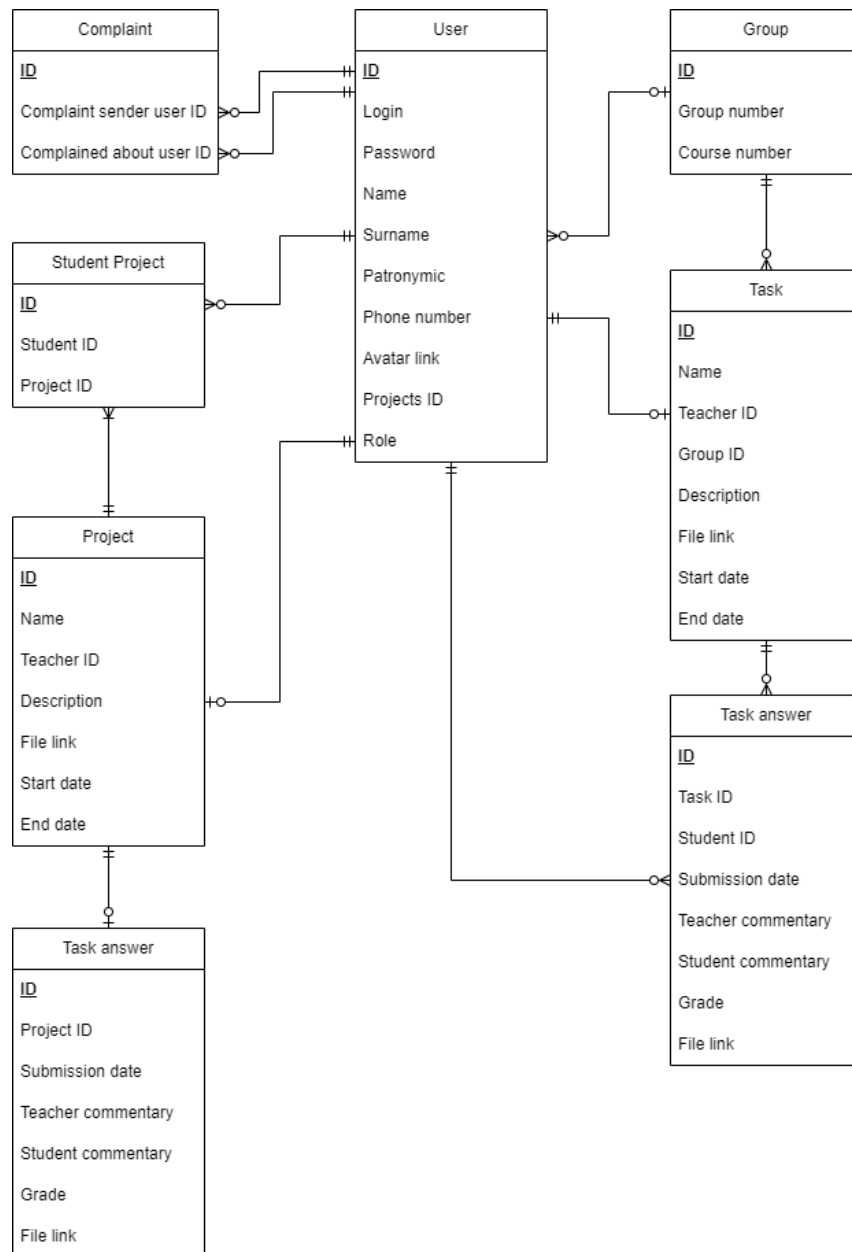 Complaint
ID
Complaint sender user ID
Complained about user ID
User
ID
Login
Password
Name
Surname
Patronymic
Phone number
Avatar link
Projects ID
Role
Group
ID
Group number
Course number
Student Project
ID
Student ID
Project ID
Task
ID
Name
Teacher ID
Group ID
Description
File link
Start date
End date
Project
ID
Name
Teacher ID
Description
File link
Start date
End date
Task answer
ID
Task ID
Student ID
Submission date
Teacher commentary
Student commentary
Grade
File link
Task answer
ID
Project ID
Submission date
Teacher commentary
Student commentary
Grade
File link